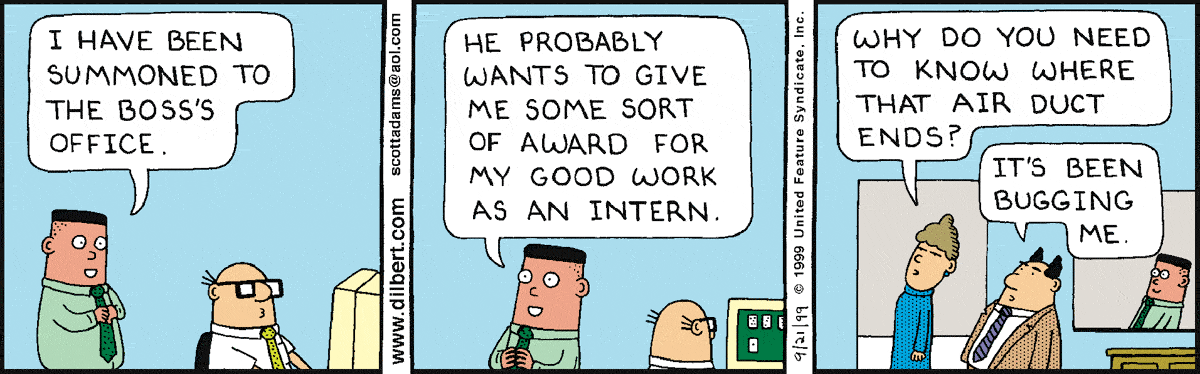 I HAVE BEEN
SUMMONED TO
THE BOSS'S
OFFICE.
www.dilbert.com scottadams@aol.com
HE PROBABLY
WANTS TO GIVE
ME SOME SORT
OF AWARD FOR
MY GOOD WORK
AS AN INTERN.
9/21/99 © 1999 United Feature Syndicate, Inc.
WHY DO YOU NEED
TO KNOW WHERE
THAT AIR DUCT
ENDS?
IT'S BEEN
BUGGING
ME.